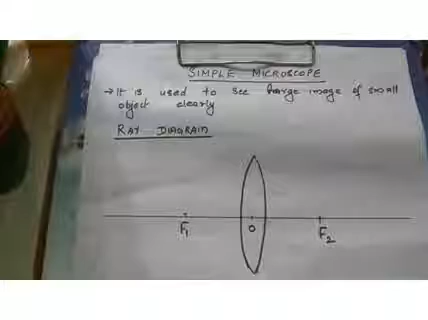 SIMPLE MICROSCOPE
→ It is used to see large image of small
object clearly
RAY DIAGRAM
F₁ O F₂